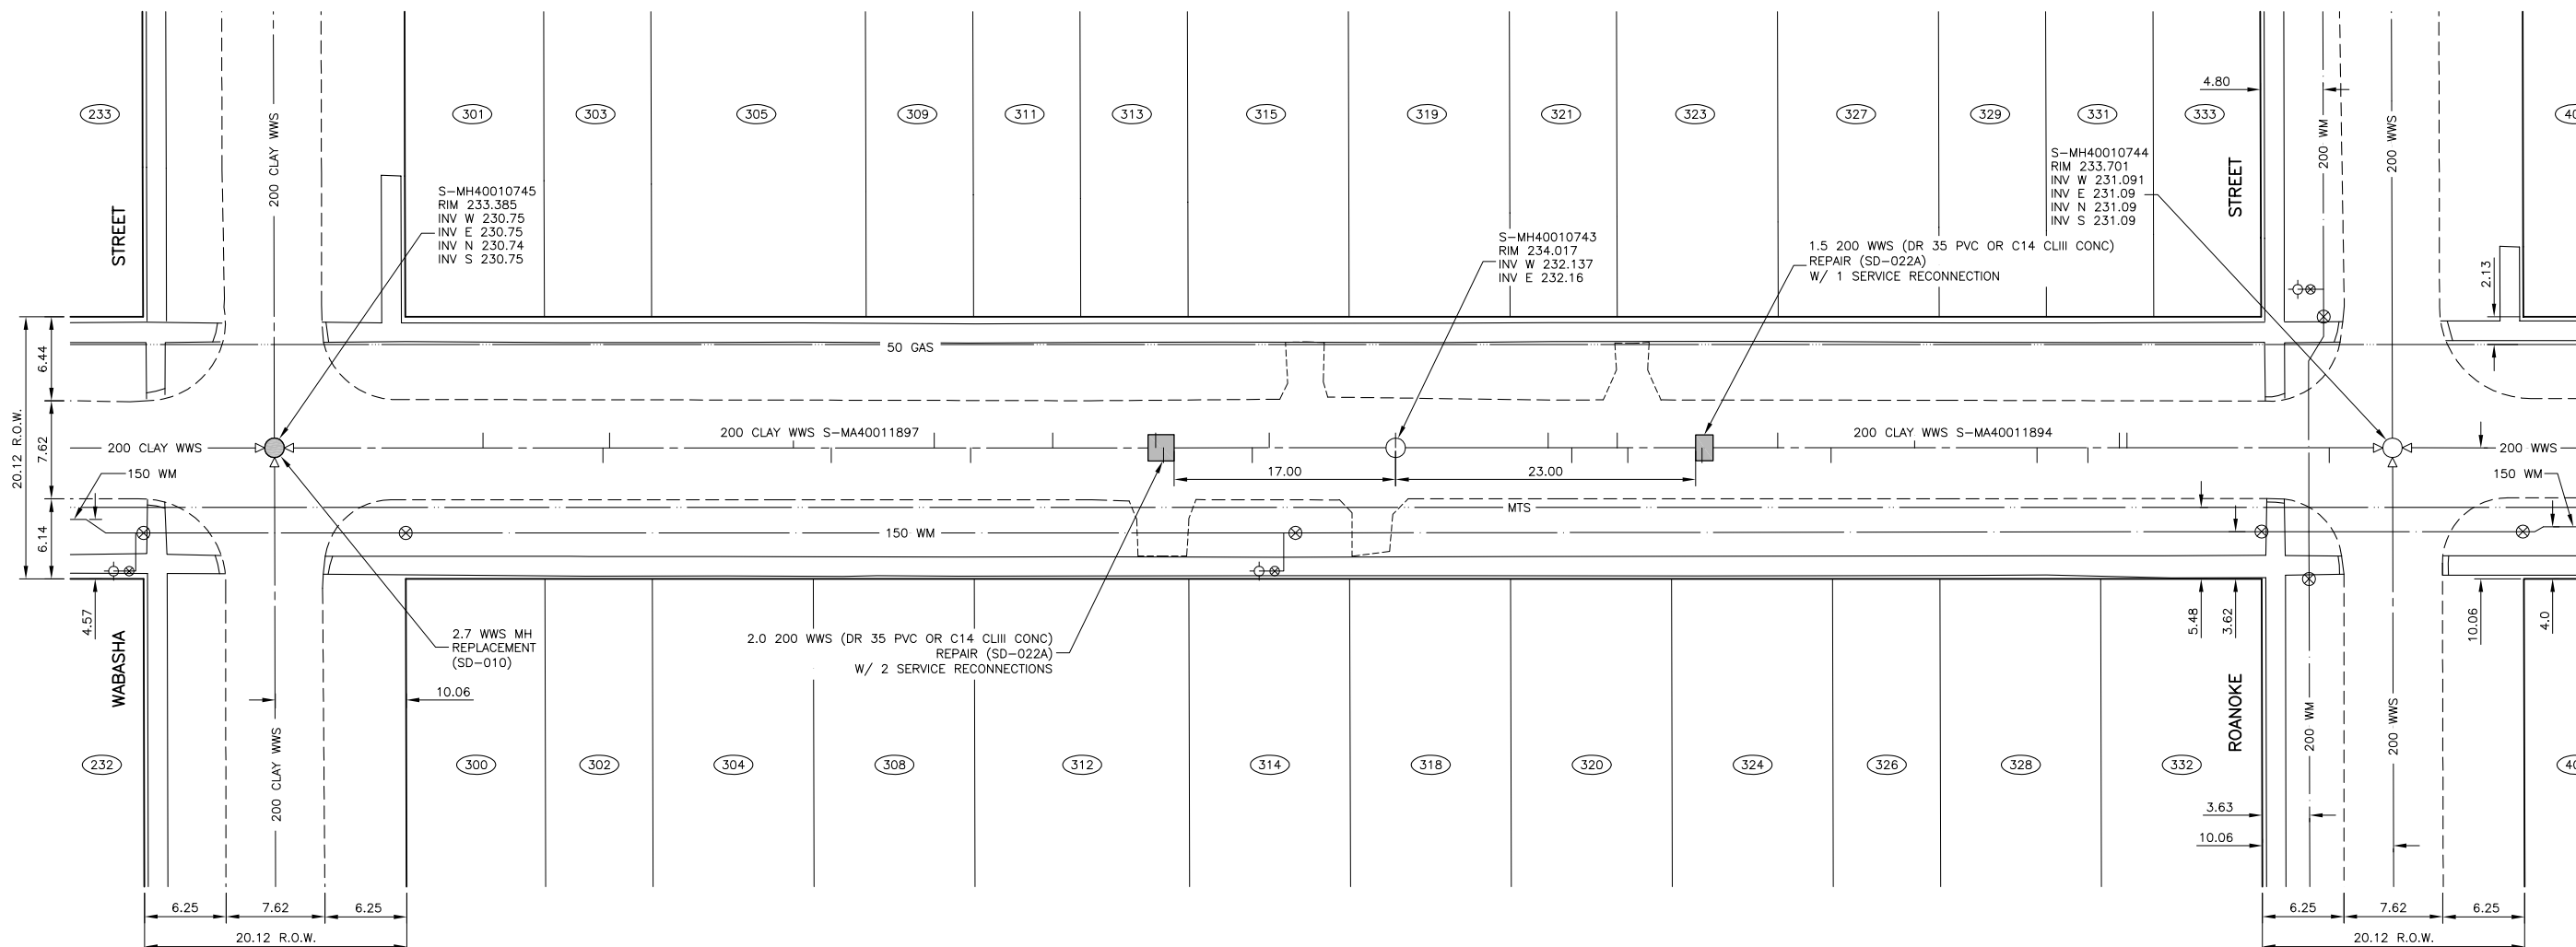 233
301
303
305
309
311
313
315
319
321
323
327
329
331
333
4.80
200 CLAY WWS
200 WM
200 WWS
STREET
STREET
S-MH40010745
RIM 233.385
INV W 230.75
INV E 230.75
INV N 230.74
INV S 230.75
S-MH40010743
RIM 234.017
INV W 232.137
INV E 232.16
S-MH40010744
RIM 233.701
INV W 231.091
INV E 231.09
INV N 231.09
INV S 231.09
1.5 200 WWS (DR 35 PVC OR C14 CLIII CONC)
REPAIR (SD-022A)
W/ 1 SERVICE RECONNECTION
2.13
50 GAS
20.12 R.O.W.
6.44
7.62
6.14
200 CLAY WWS
200 CLAY WWS S-MA40011897
200 CLAY WWS S-MA40011894
200 WWS
150 WM
17.00
23.00
150 WM
MTS
150 WM
4.57
WABASHA
2.7 WWS MH
REPLACEMENT
(SD-010)
2.0 200 WWS (DR 35 PVC OR C14 CLIII CONC)
REPAIR (SD-022A)
W/ 2 SERVICE RECONNECTIONS
10.06
5.48
3.62
10.06
4.0
ROANOKE
200 CLAY WWS
200 WM
200 WWS
232
300
302
304
308
312
314
318
320
324
326
328
332
3.63
10.06
6.25
7.62
6.25
20.12 R.O.W.
6.25
7.62
6.25
20.12 R.O.W.